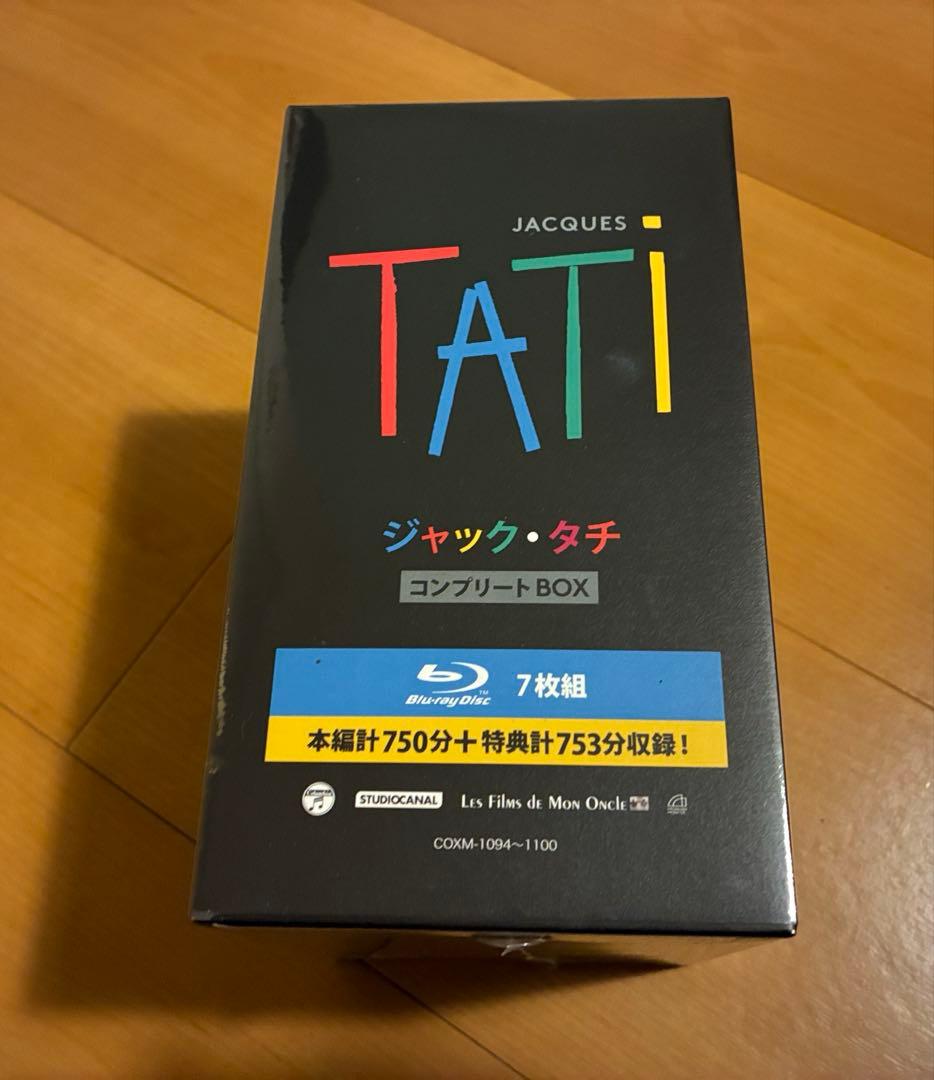 JACQUES
TATi
ジャック・タチ
コンプリートBOX
Blu-ray Disc TM 7枚組
本編計750分＋特典計753分収録！
Columbia STUDIOCANAL Les Films de Mon Oncle
COXM-1094～1100